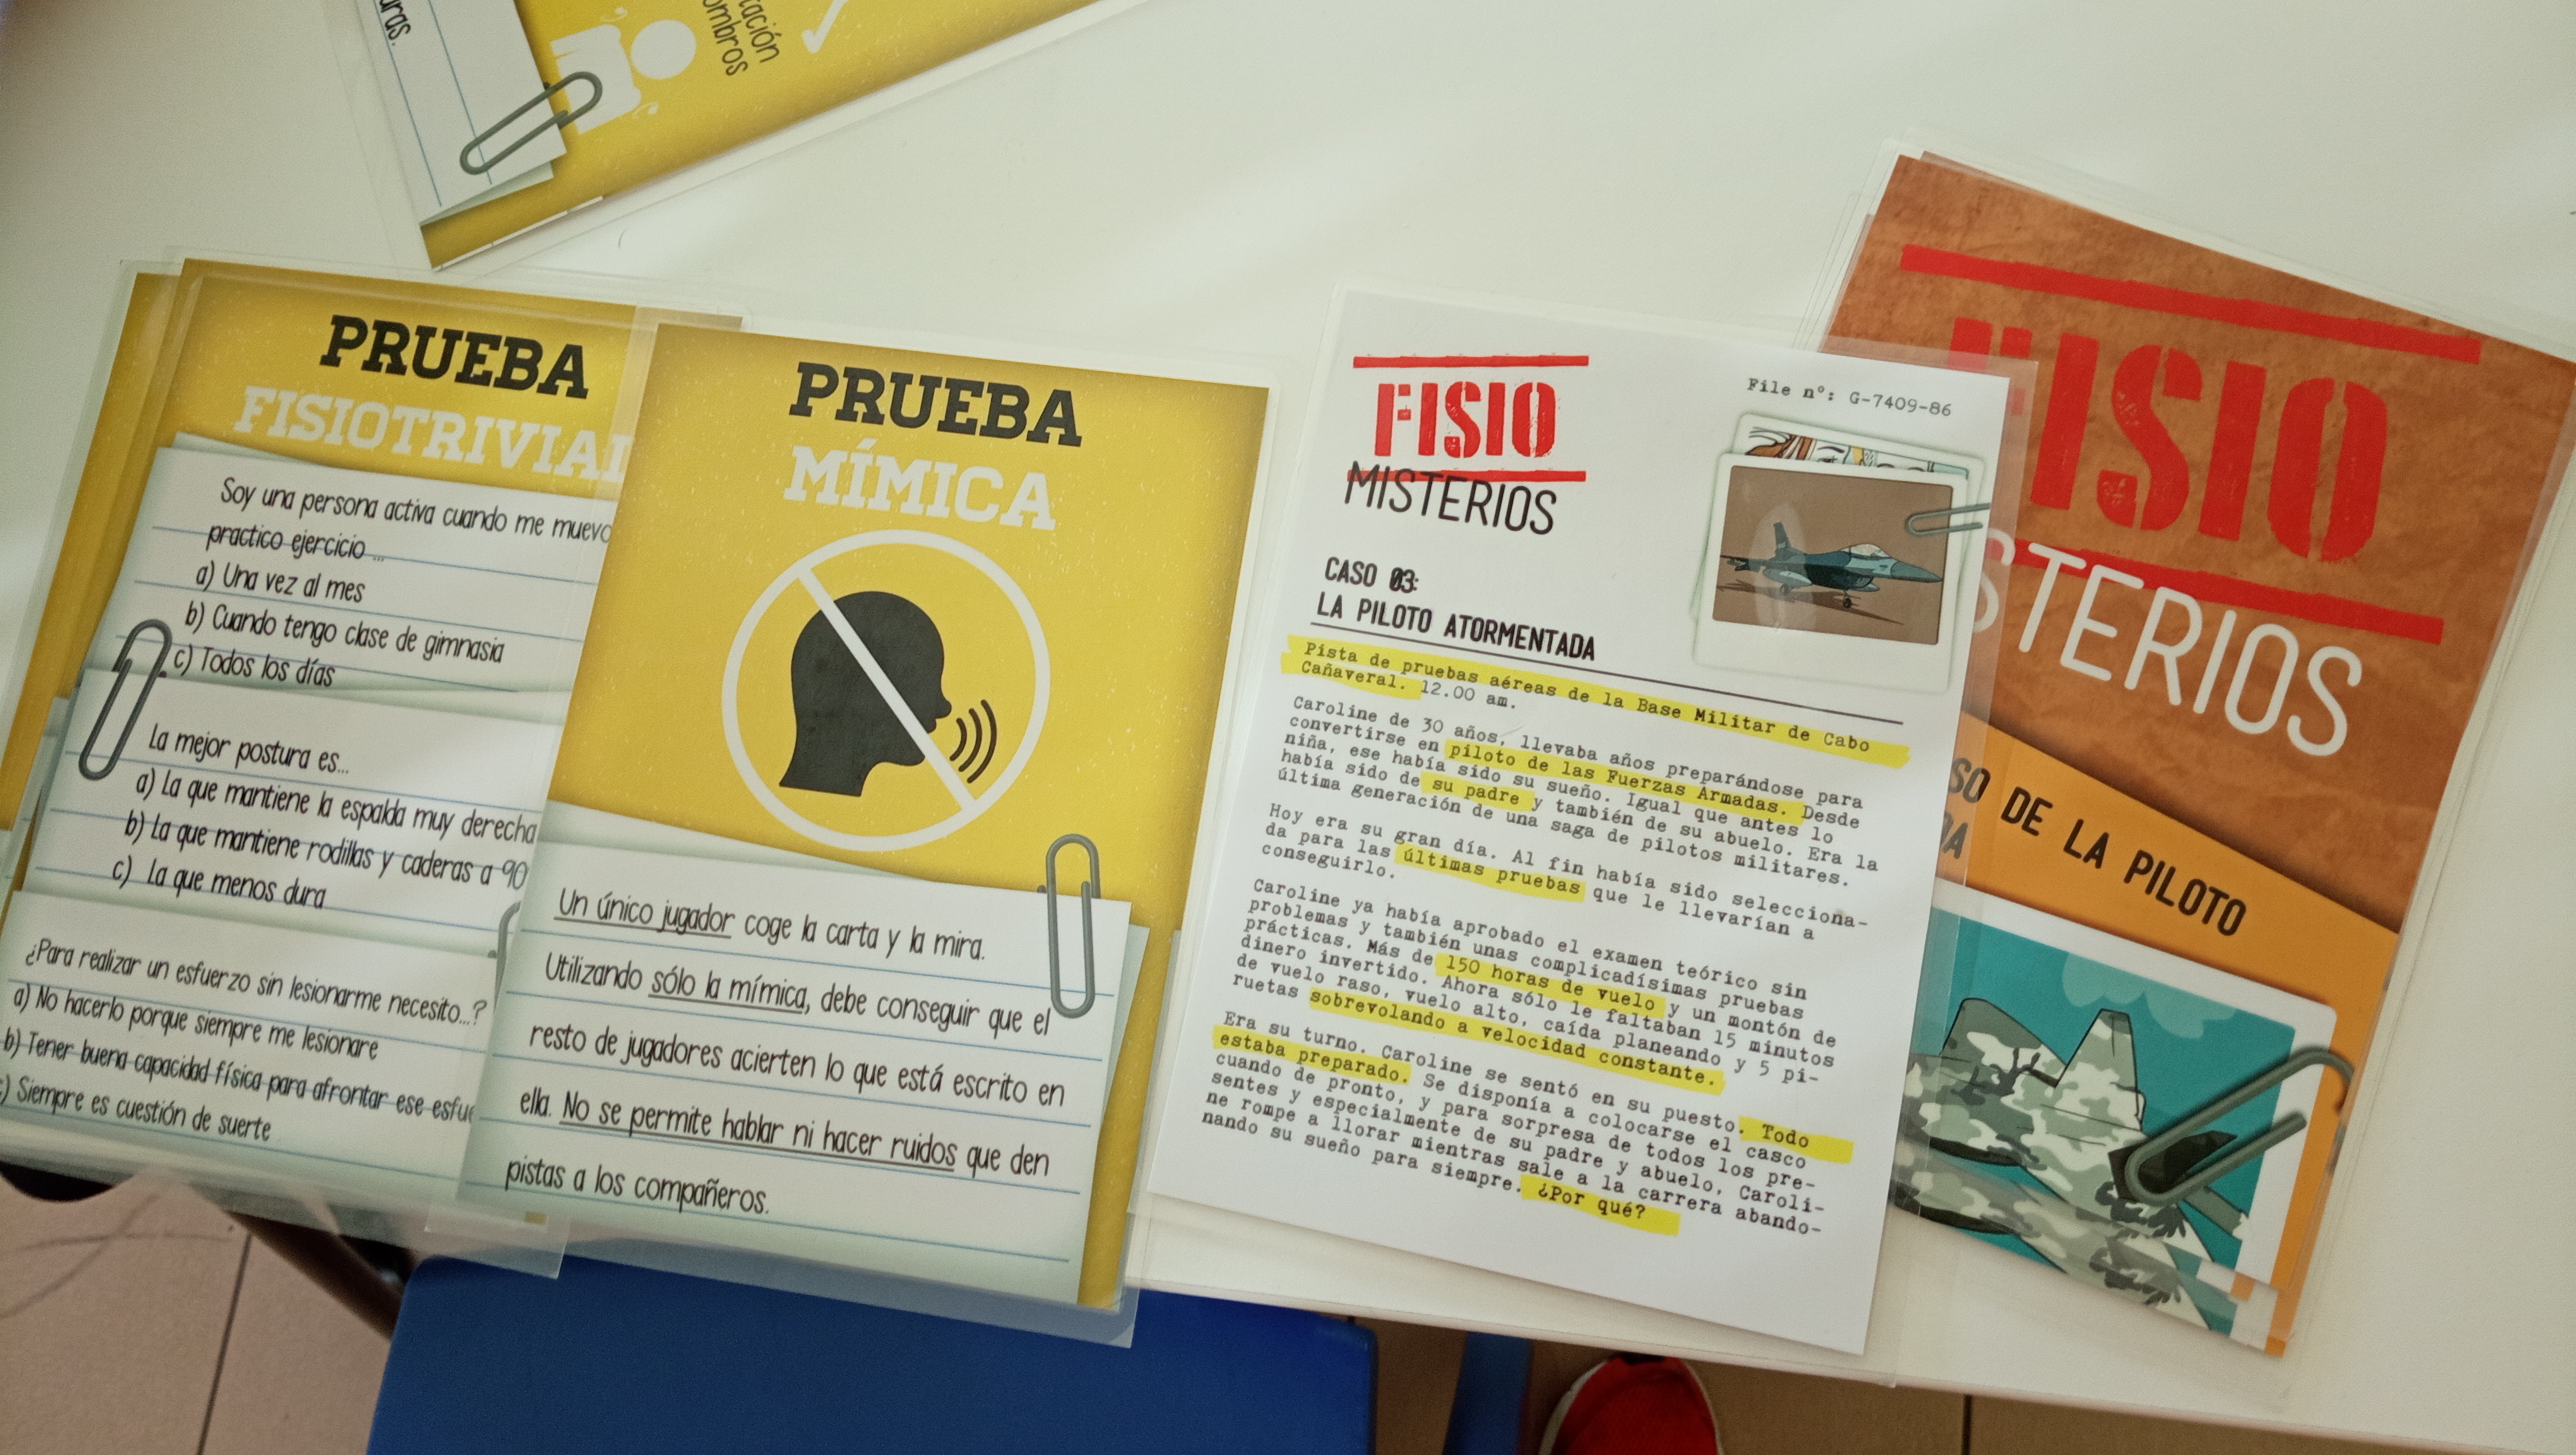 aras.
tación
ombros
PRUEBA
FISIOTRIVIAL
Soy una persona activa cuando me muevo
practico ejercicio ...
a) Una vez al mes
b) Cuando tengo clase de gimnasia
c) Todos los días
La mejor postura es...
a) La que mantiene la espalda muy derecha
b) La que mantiene rodillas y caderas a 90
c) La que menos dura
¿Para realizar un esfuerzo sin lesionarme necesito...?
a) No hacerlo porque siempre me lesionare
b) Tener buena capacidad física para afrontar ese esfue
c) Siempre es cuestión de suerte
PRUEBA
MÍMICA
Un único jugador coge la carta y la mira.
Utilizando sólo la mímica, debe conseguir que el
resto de jugadores acierten lo que está escrito en
ella. No se permite hablar ni hacer ruidos que den
pistas a los compañeros.
FISIO
MISTERIOS
File nº: G-7409-86
CASO 03:
LA PILOTO ATORMENTADA
Pista de pruebas aéreas de la Base Militar de Cabo
Cañaveral. 12.00 am.
Caroline de 30 años, llevaba años preparándose para
convertirse en piloto de las Fuerzas Armadas. Desde
niña, ese había sido su sueño. Igual que antes lo
había sido de su padre y también de su abuelo. Era la
última generación de una saga de pilotos militares.
Hoy era su gran día. Al fin había sido selecciona-
da para las últimas pruebas que le llevarían a
conseguirlo.
Caroline ya había aprobado el examen teórico sin
problemas y también unas complicadísimas pruebas
prácticas. Más de 150 horas de vuelo y un montón de
dinero invertido. Ahora sólo le faltaban 15 minutos
de vuelo raso, vuelo alto, caída planeando y 5 pi-
ruetas sobrevolando a velocidad constante.
Era su turno. Caroline se sentó en su puesto. Todo
estaba preparado. Se disponía a colocarse el casco
cuando de pronto, y para sorpresa de todos los pre-
sentes y especialmente de su padre y abuelo, Caroli-
ne rompe a llorar mientras sale a la carrera abando-
nando su sueño para siempre. ¿Por qué?
FISIO
STERIOS
SO DE LA PILOTO
DA